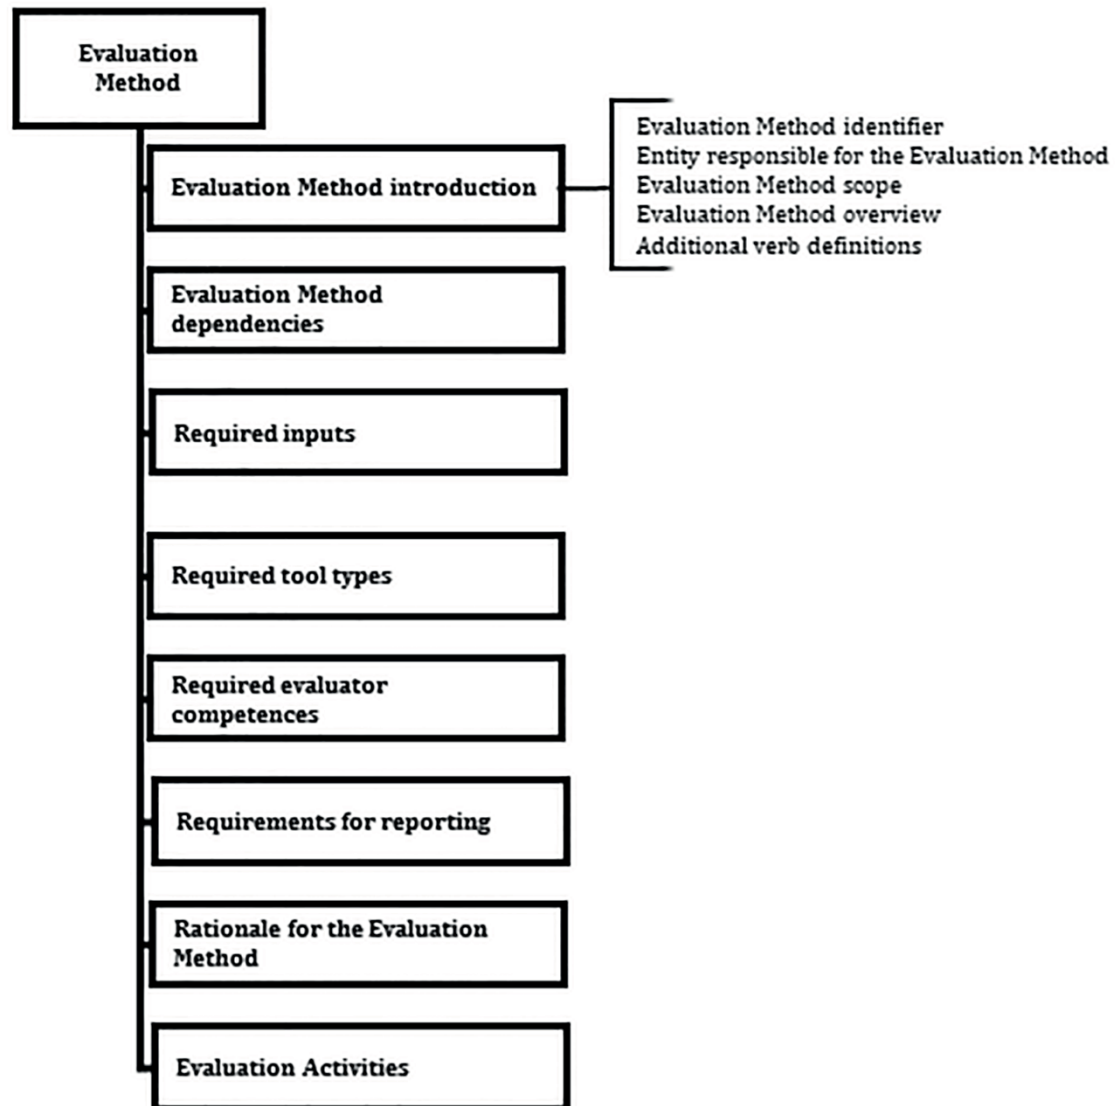 Evaluation
Method
Evaluation Method introduction
Evaluation Method identifier
Entity responsible for the Evaluation Method
Evaluation Method scope
Evaluation Method overview
Additional verb definitions
Evaluation Method
dependencies
Required inputs
Required tool types
Required evaluator
competences
Requirements for reporting
Rationale for the Evaluation
Method
Evaluation Activities